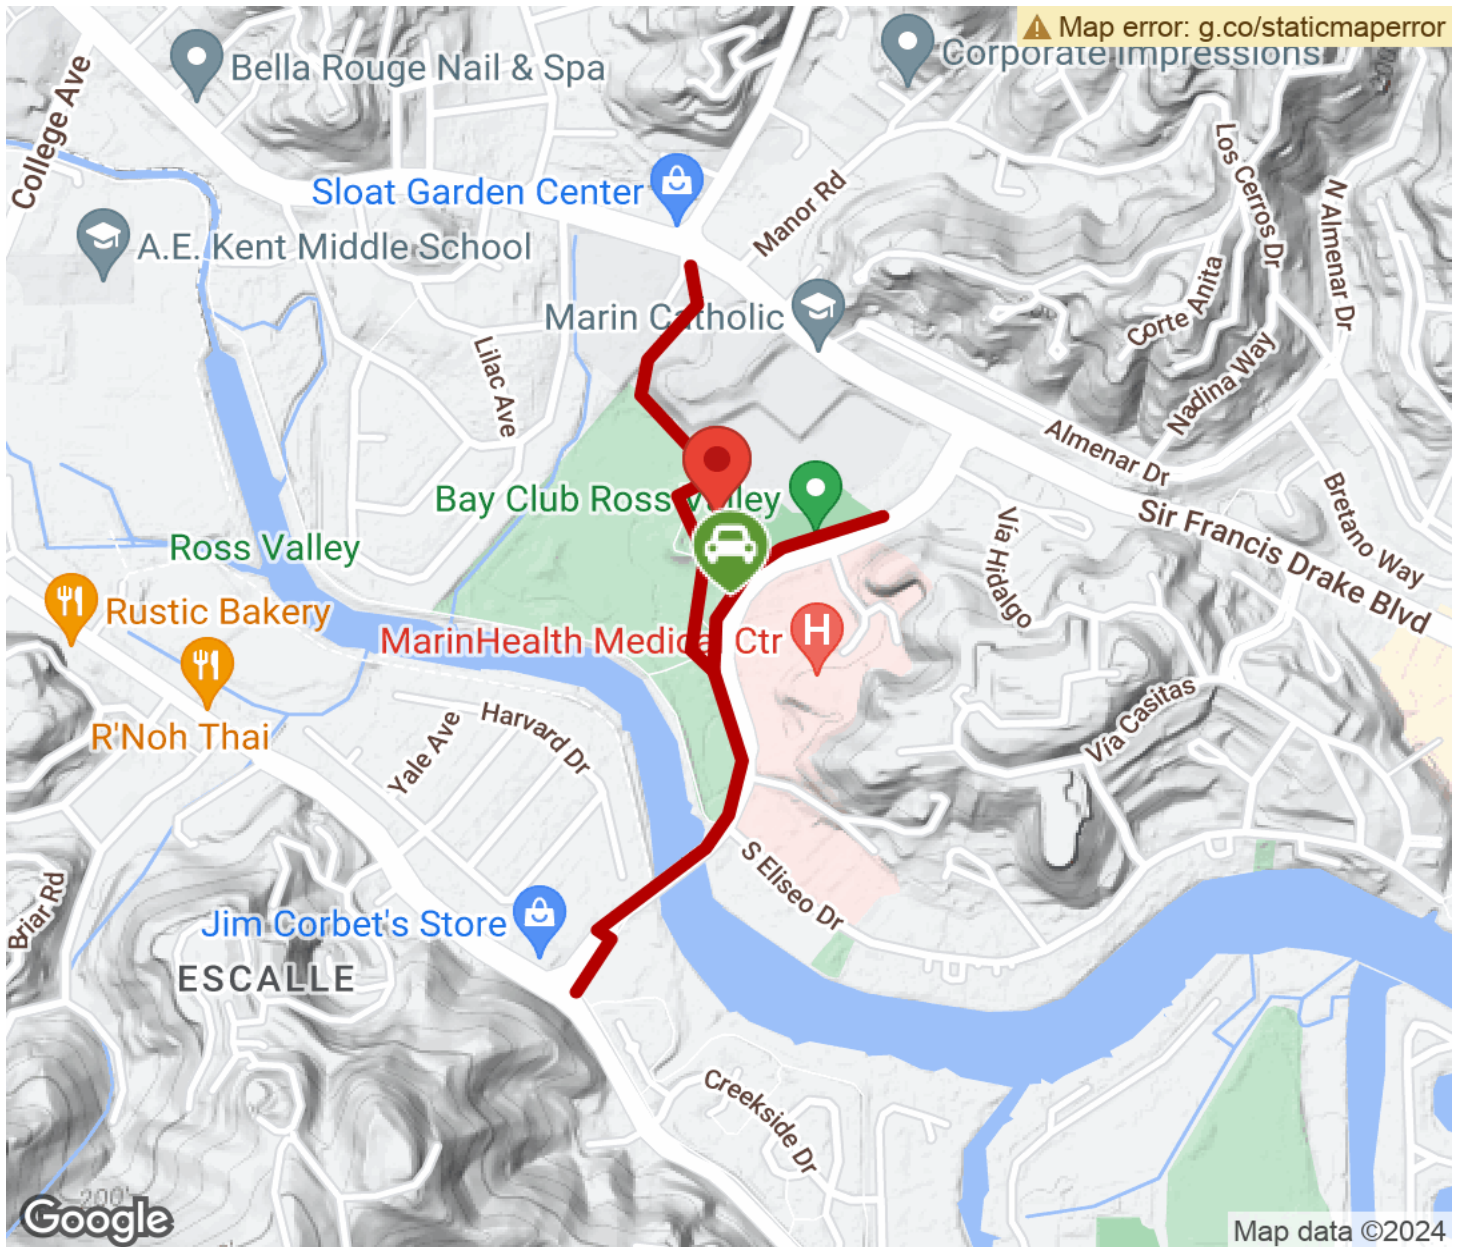 Map error: g.co/staticmaperror
Corporate Impressions
Bella Rouge Nail & Spa
College Ave
Los Cerros Dr
N Almenar Dr
Sloat Garden Center
Manor Rd
A.E. Kent Middle School
Corte Anita
Marin Catholic
Nadina Way
Lilac Ave
Almenar Dr
Bay Club Ross Valley
Bretano Way
Sir Francis Drake Blvd
Vía Hidalgo
Ross Valley
Rustic Bakery
MarinHealth Medical Ctr
H
R'Noh Thai
Harvard Dr
Yale Ave
Vía Casitas
S Eliseo Dr
Briar Rd
Jim Corbet's Store
ESCALLE
Creekside Dr
200'
Google
Map data ©2024